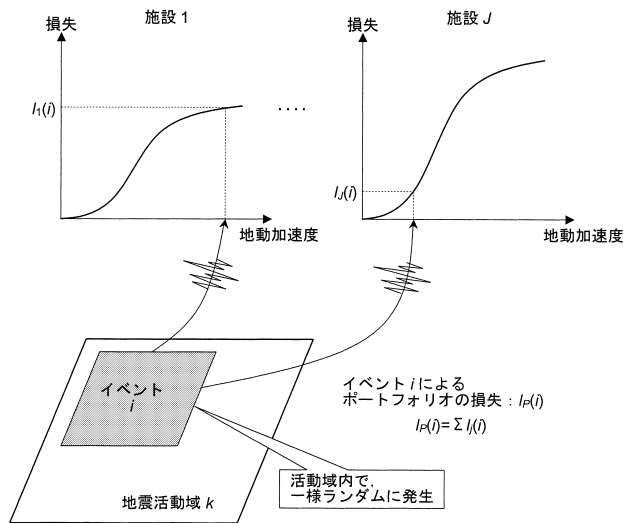 施設 1
施設 J
損失
損失
l₁(i)
‥‥
lJ(i)
地動加速度
地動加速度
イベント
i
イベント i による
ポートフォリオの損失：lP(i)
lP(i)=Σ lj(i)
活動域内で，
一様ランダムに発生
地震活動域 k